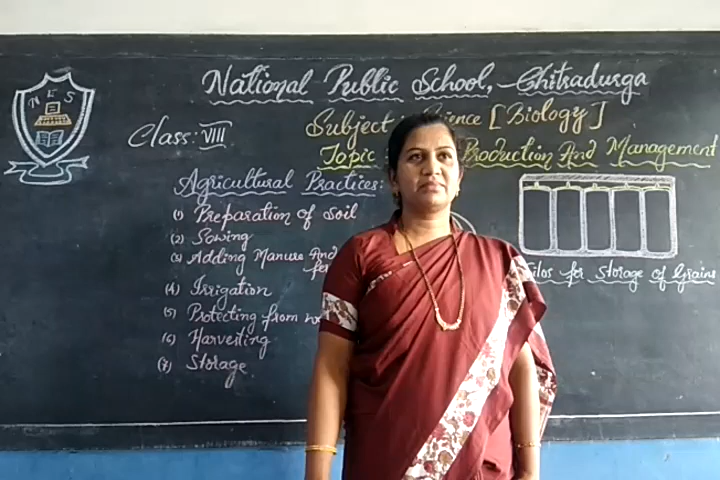 NES
National Public School, Chitradurga
Class: VIII
Subject : Science [Biology]
Topic Production And Management
Agricultural Practices:
(1) Preparation of Soil
(2) Sowing
(3) Adding Manure And
(4) Irrigation
(5) Protecting from
(6) Harvesting
(7) Storage
Silos for Storage of Grains